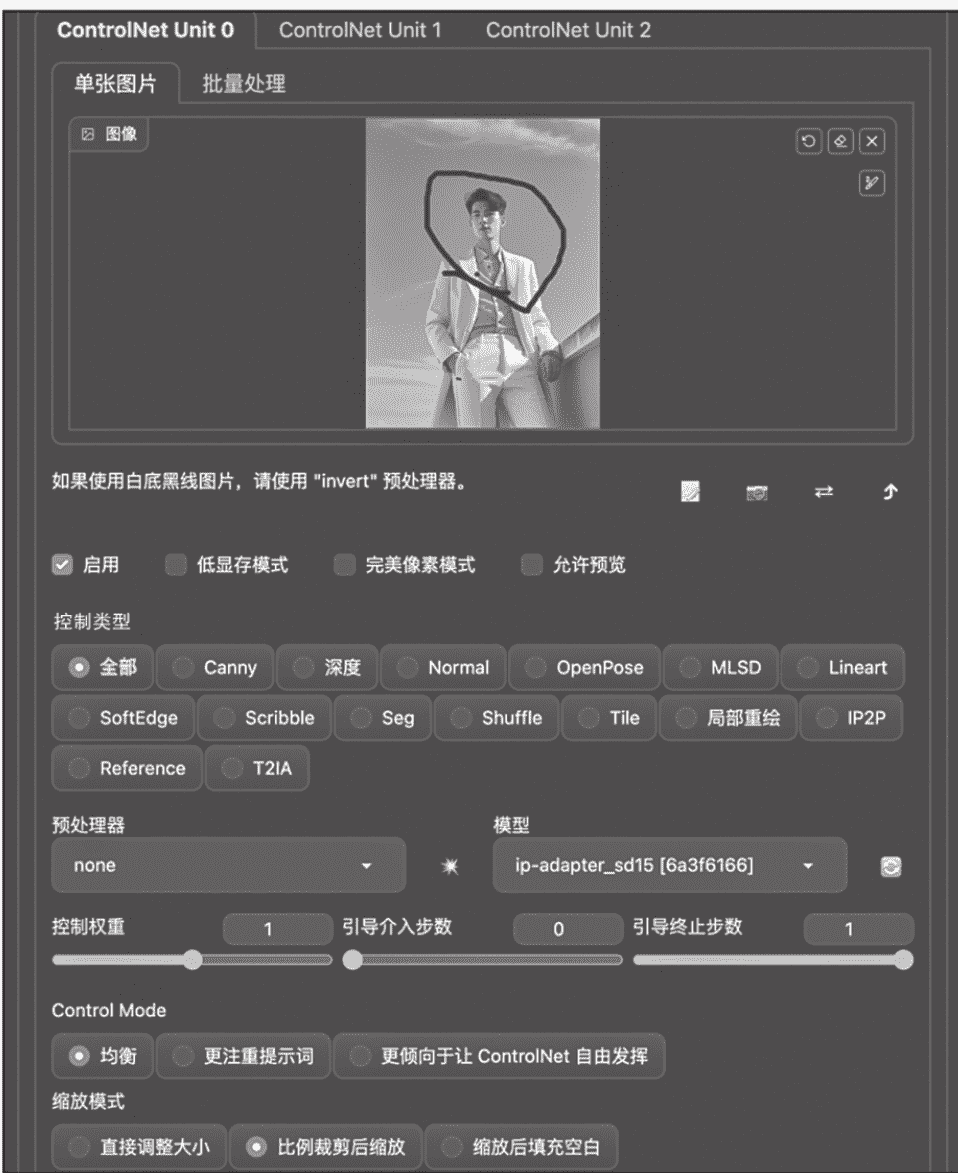 ControlNet Unit 0 ControlNet Unit 1 ControlNet Unit 2
单张图片 批量处理
图像
如果使用白底黑线图片，请使用 "invert" 预处理器。
启用 低显存模式 完美像素模式 允许预览
控制类型
全部 Canny 深度 Normal OpenPose MLSD Lineart
SoftEdge Scribble Seg Shuffle Tile 局部重绘 IP2P
Reference T2IA
预处理器 模型
none ip-adapter_sd15 [6a3f6166]
控制权重 1 引导介入步数 0 引导终止步数 1
Control Mode
均衡 更注重提示词 更倾向于让 ControlNet 自由发挥
缩放模式
直接调整大小 比例裁剪后缩放 缩放后填充空白